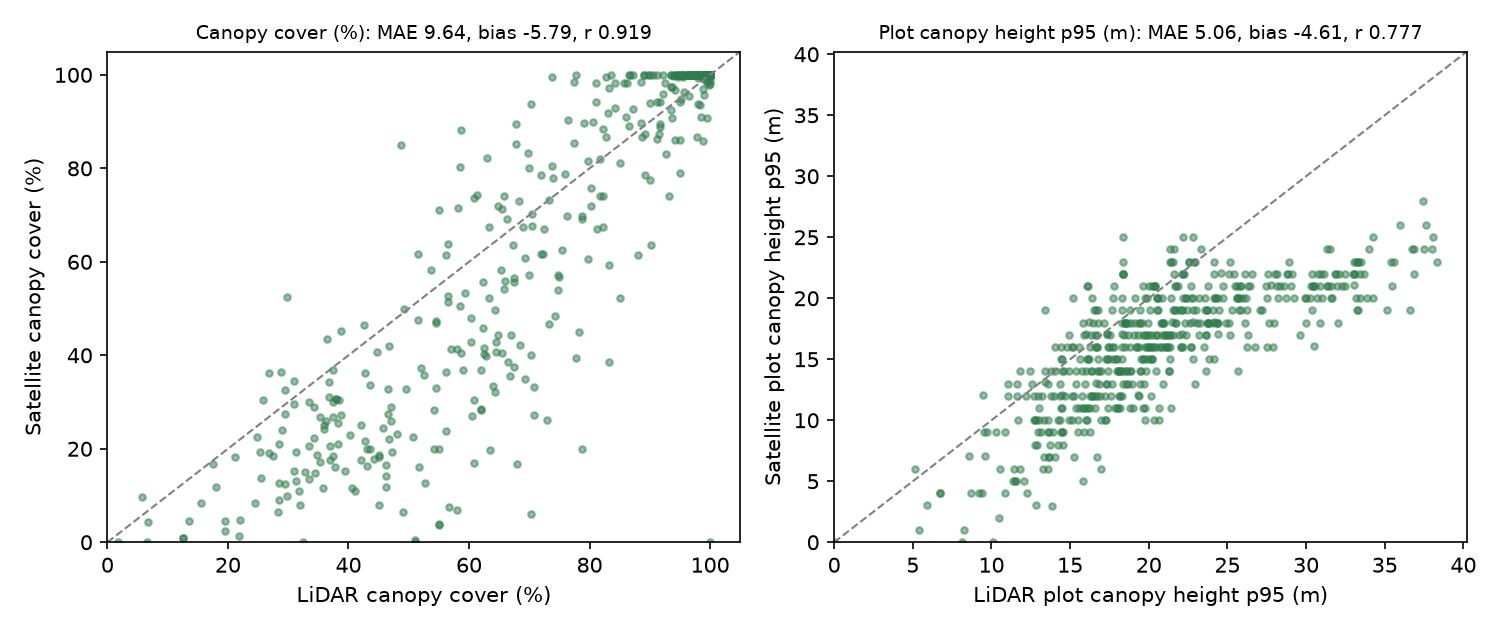 Canopy cover (%): MAE 9.64, bias -5.79, r 0.919
Satellite canopy cover (%)
100
80
60
40
20
0
0 20 40 60 80 100
LiDAR canopy cover (%)
Plot canopy height p95 (m): MAE 5.06, bias -4.61, r 0.777
Satellite plot canopy height p95 (m)
40
35
30
25
20
15
10
5
0
0 5 10 15 20 25 30 35 40
LiDAR plot canopy height p95 (m)